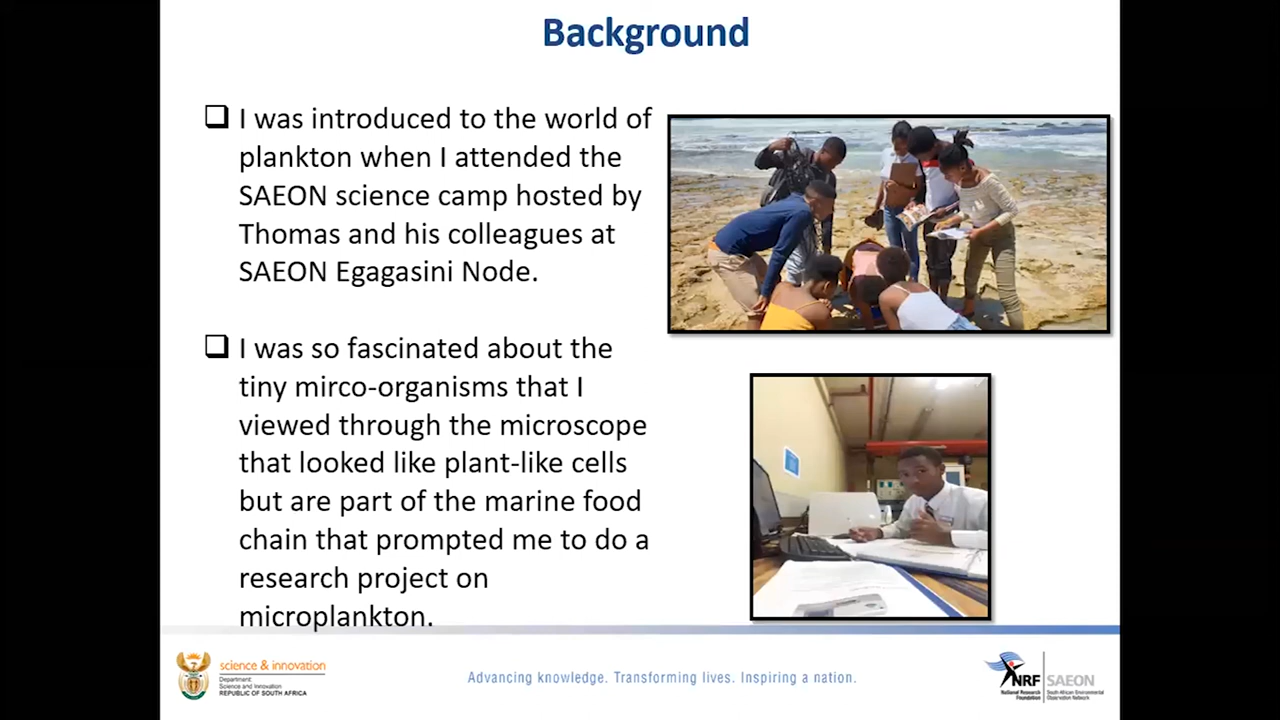 Background
I was introduced to the world of
plankton when I attended the
SAEON science camp hosted by
Thomas and his colleagues at
SAEON Egagasini Node.
I was so fascinated about the
tiny mirco-organisms that I
viewed through the microscope
that looked like plant-like cells
but are part of the marine food
chain that prompted me to do a
research project on
microplankton.
science & innovation
Department:
Science and Innovation
REPUBLIC OF SOUTH AFRICA
Advancing knowledge. Transforming lives. Inspiring a nation.
NRF
National Research
Foundation
SAEON
South African Environmental
Observation Network